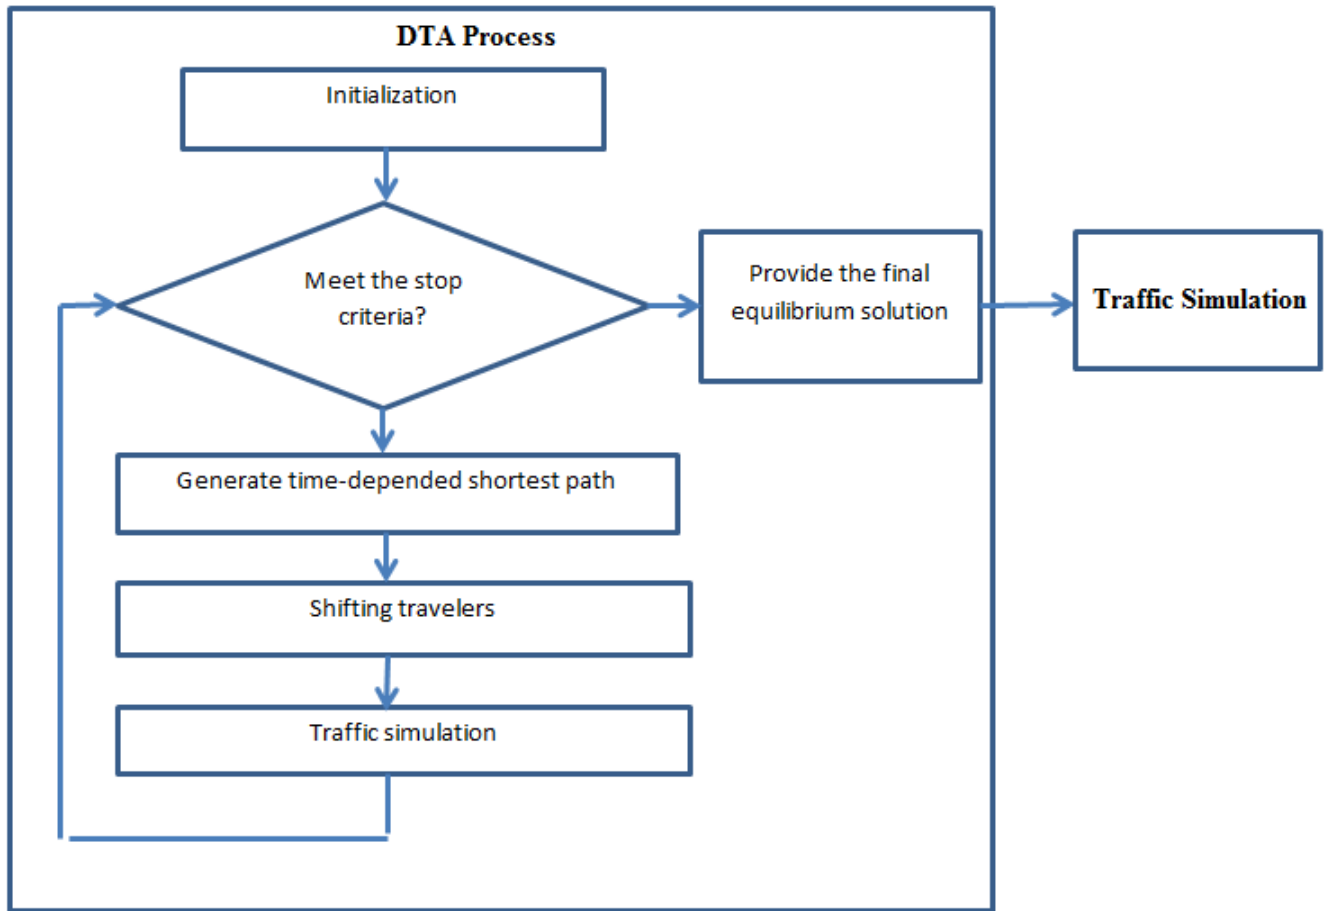 DTA Process
Initialization
Meet the stop
criteria?
Provide the final
equilibrium solution
Traffic Simulation
Generate time-depended shortest path
Shifting travelers
Traffic simulation